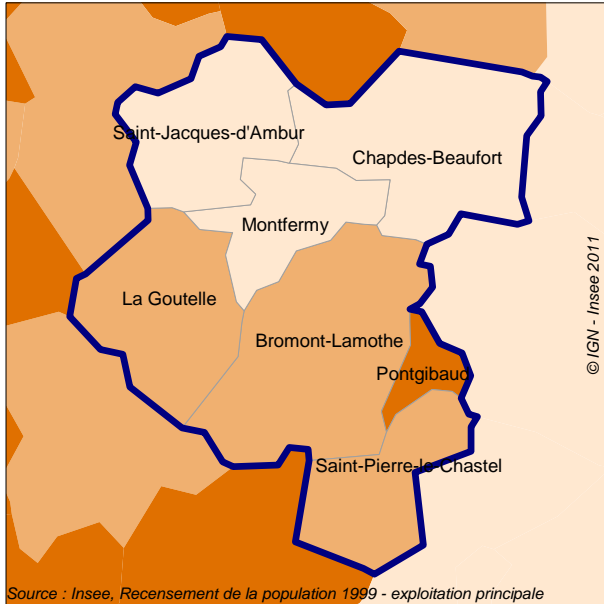 Saint-Jacques-d'Ambur
Chapdes-Beaufort
Montfermy
La Goutelle
Bromont-Lamothe
Pontgibaud
Saint-Pierre-le-Chastel
© IGN - Insee 2011
Source : Insee, Recensement de la population 1999 - exploitation principale